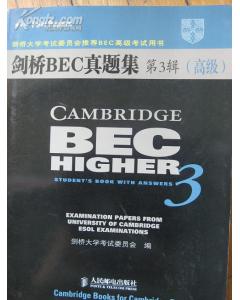 剑桥大学考试委员会推荐BEC高级考试用书
剑桥BEC真题集 第3辑（高级）
CAMBRIDGE
BEC
HIGHER 3
STUDENT'S BOOK WITH ANSWERS
EXAMINATION PAPERS FROM
UNIVERSITY OF CAMBRIDGE
ESOL EXAMINATIONS
剑桥大学考试委员会 编
人民邮电出版社
POSTS & TELECOM PRESS
Cambridge Books for Cambridge